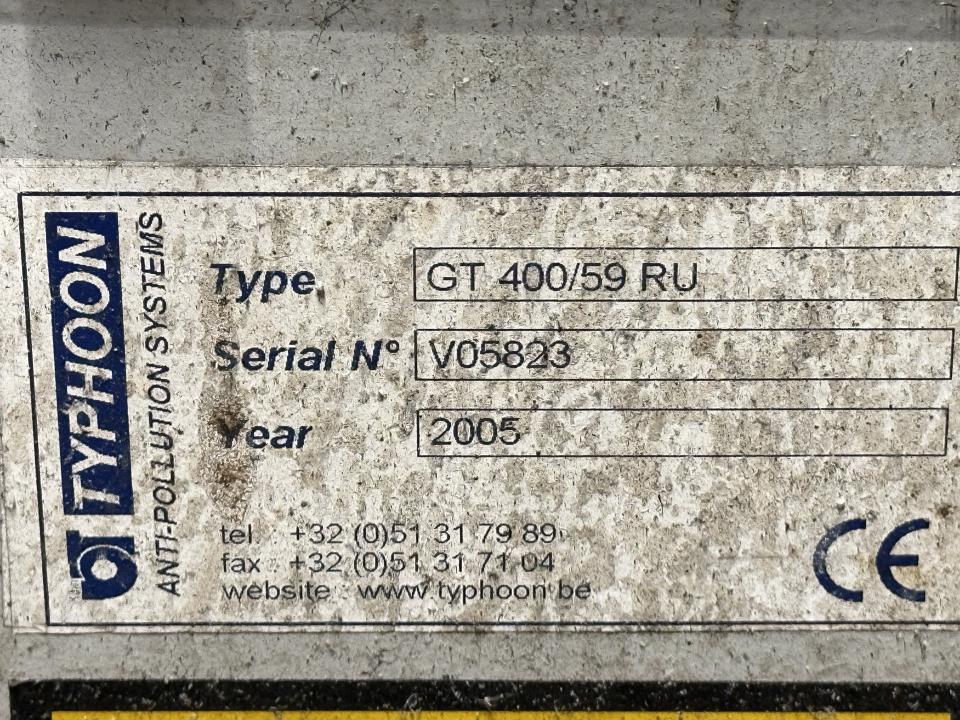 TYPHOON
ANTI-POLLUTION SYSTEMS
Type GT 400/59 RU
Serial N° V05823
Year 2005
tel : +32 (0)51 31 79 89
fax : +32 (0)51 31 71 04
website : www.typhoon.be
CE